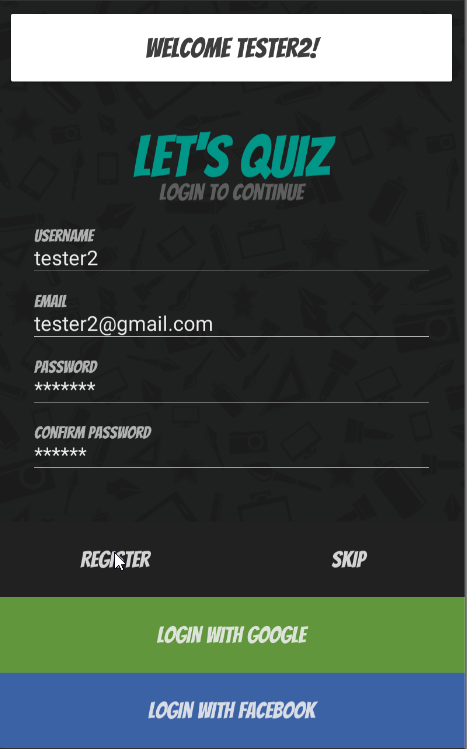 WELCOME TESTER2!
LET'S QUIZ
LOGIN TO CONTINUE
USERNAME
tester2
EMAIL
tester2@gmail.com
PASSWORD
*******
CONFIRM PASSWORD
******
REGISTER SKIP
LOGIN WITH GOOGLE
LOGIN WITH FACEBOOK